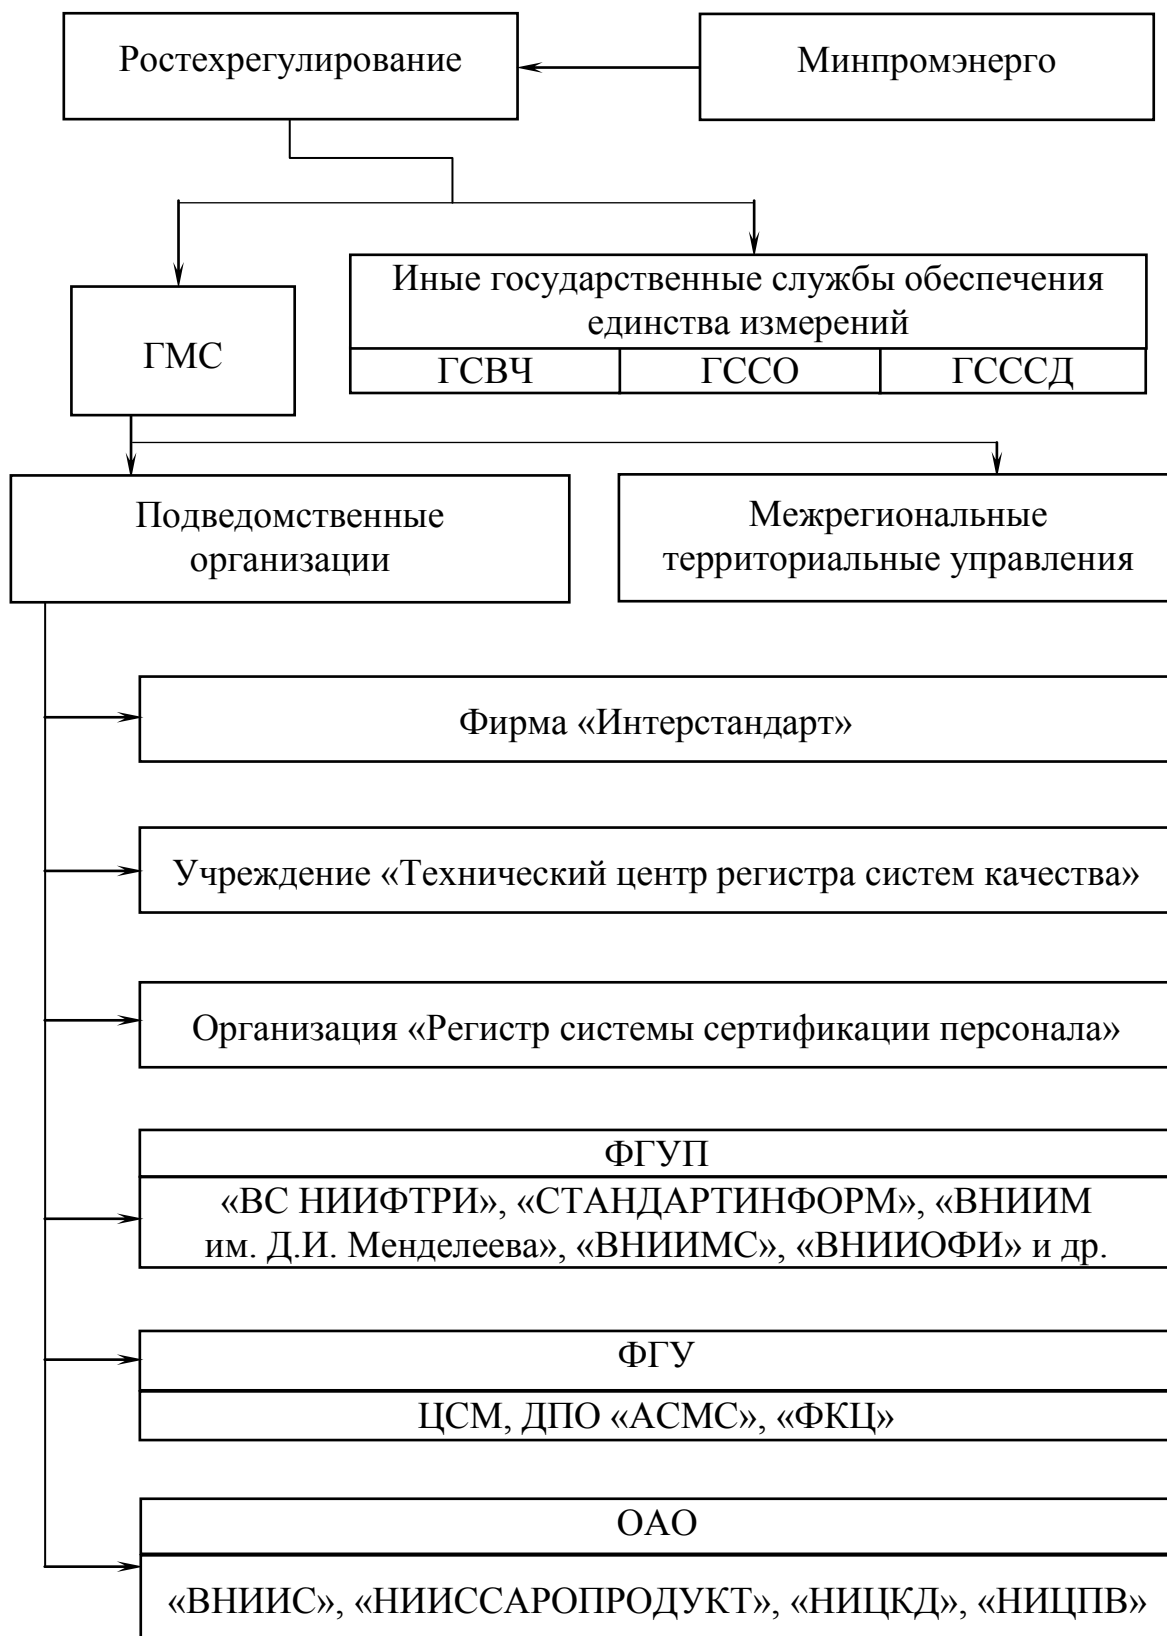 Ростехрегулирование
Минпромэнерго
Иные государственные службы обеспечения
единства измерений
ГМС
ГСВЧ
ГССО
ГСССД
Подведомственные
организации
Межрегиональные
территориальные управления
Фирма «Интерстандарт»
Учреждение «Технический центр регистра систем качества»
Организация «Регистр системы сертификации персонала»
ФГУП
«ВС НИИФТРИ», «СТАНДАРТИНФОРМ», «ВНИИМ
им. Д.И. Менделеева», «ВНИИМС», «ВНИИОФИ» и др.
ФГУ
ЦСМ, ДПО «АСМС», «ФКЦ»
ОАО
«ВНИИС», «НИИССАРОПРОДУКТ», «НИЦКД», «НИЦПВ»